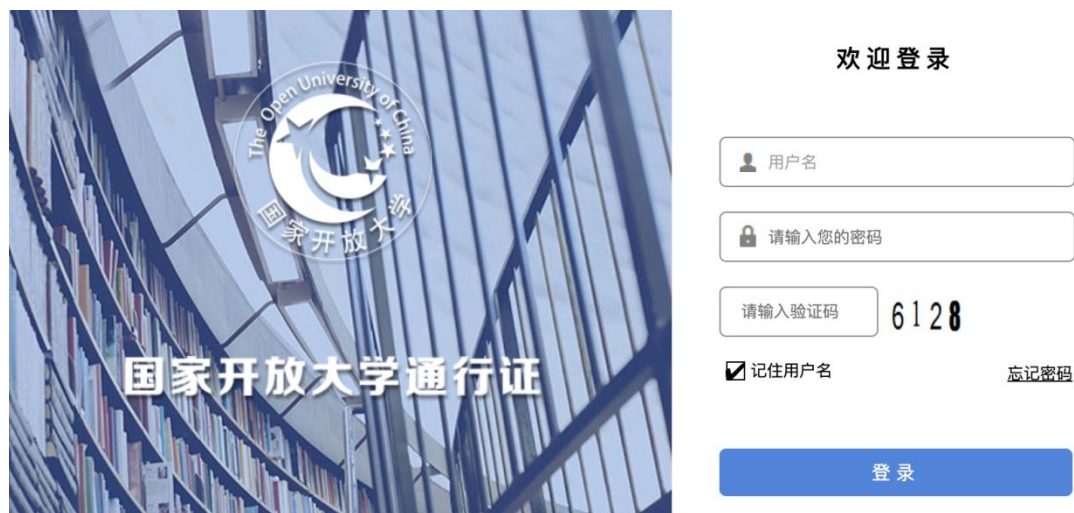 The Open University of China
国家开放大学
国家开放大学通行证
欢迎登录
用户名
请输入您的密码
请输入验证码
6128
记住用户名
忘记密码
登录